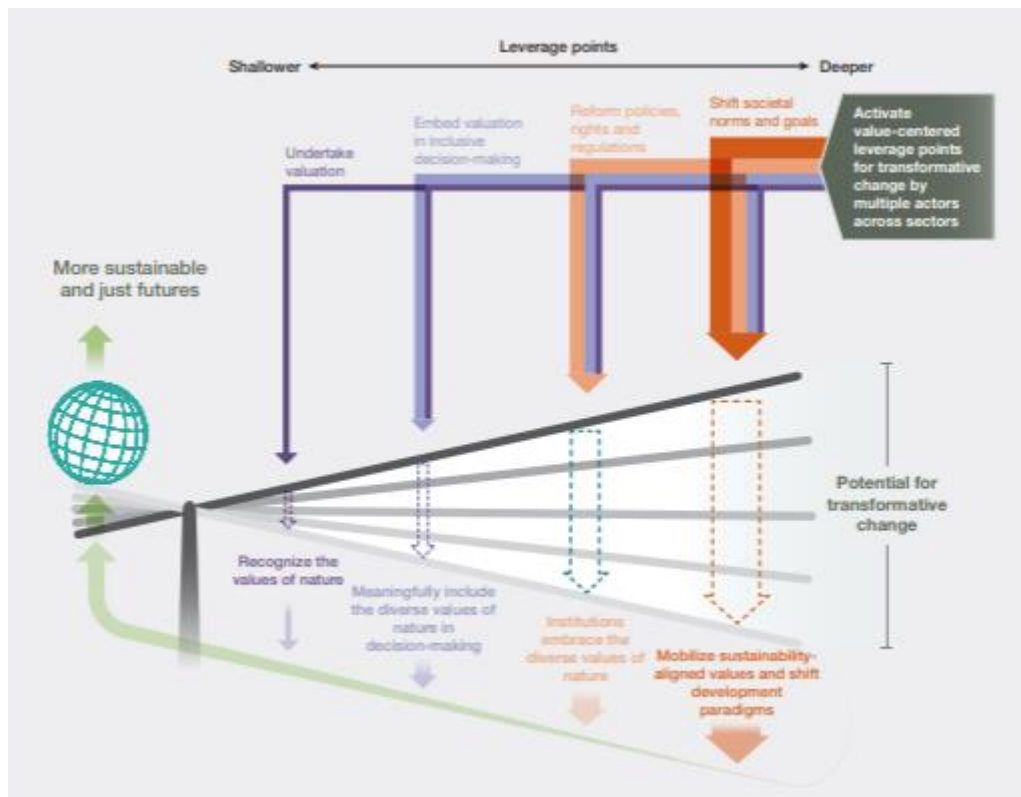 Leverage points
Shallower
Deeper
Shift societal
norms and goals
Reform policies,
rights and
regulations
Embed valuation
in inclusive
decision-making
Undertake
valuation
Activate
value-centered
leverage points
for transformative
change by
multiple actors
across sectors
More sustainable
and just futures
Potential for
transformative
change
Recognize the
values of nature
Meaningfully include
the diverse values of
nature in
decision-making
Institutions
embrace the
diverse values of
nature
Mobilize sustainability-
aligned values and shift
development
paradigms